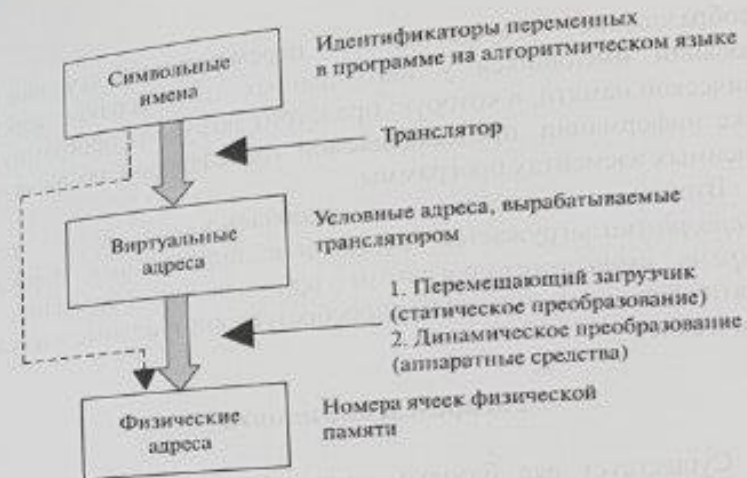 Символьные
имена
Идентификаторы переменных
в программе на алгоритмическом языке
Транслятор
Виртуальные
адреса
Условные адреса, вырабатываемые
транслятором
1. Перемещающий загрузчик
(статическое преобразование)
2. Динамическое преобразование
(аппаратные средства)
Физические
адреса
Номера ячеек физической
памяти